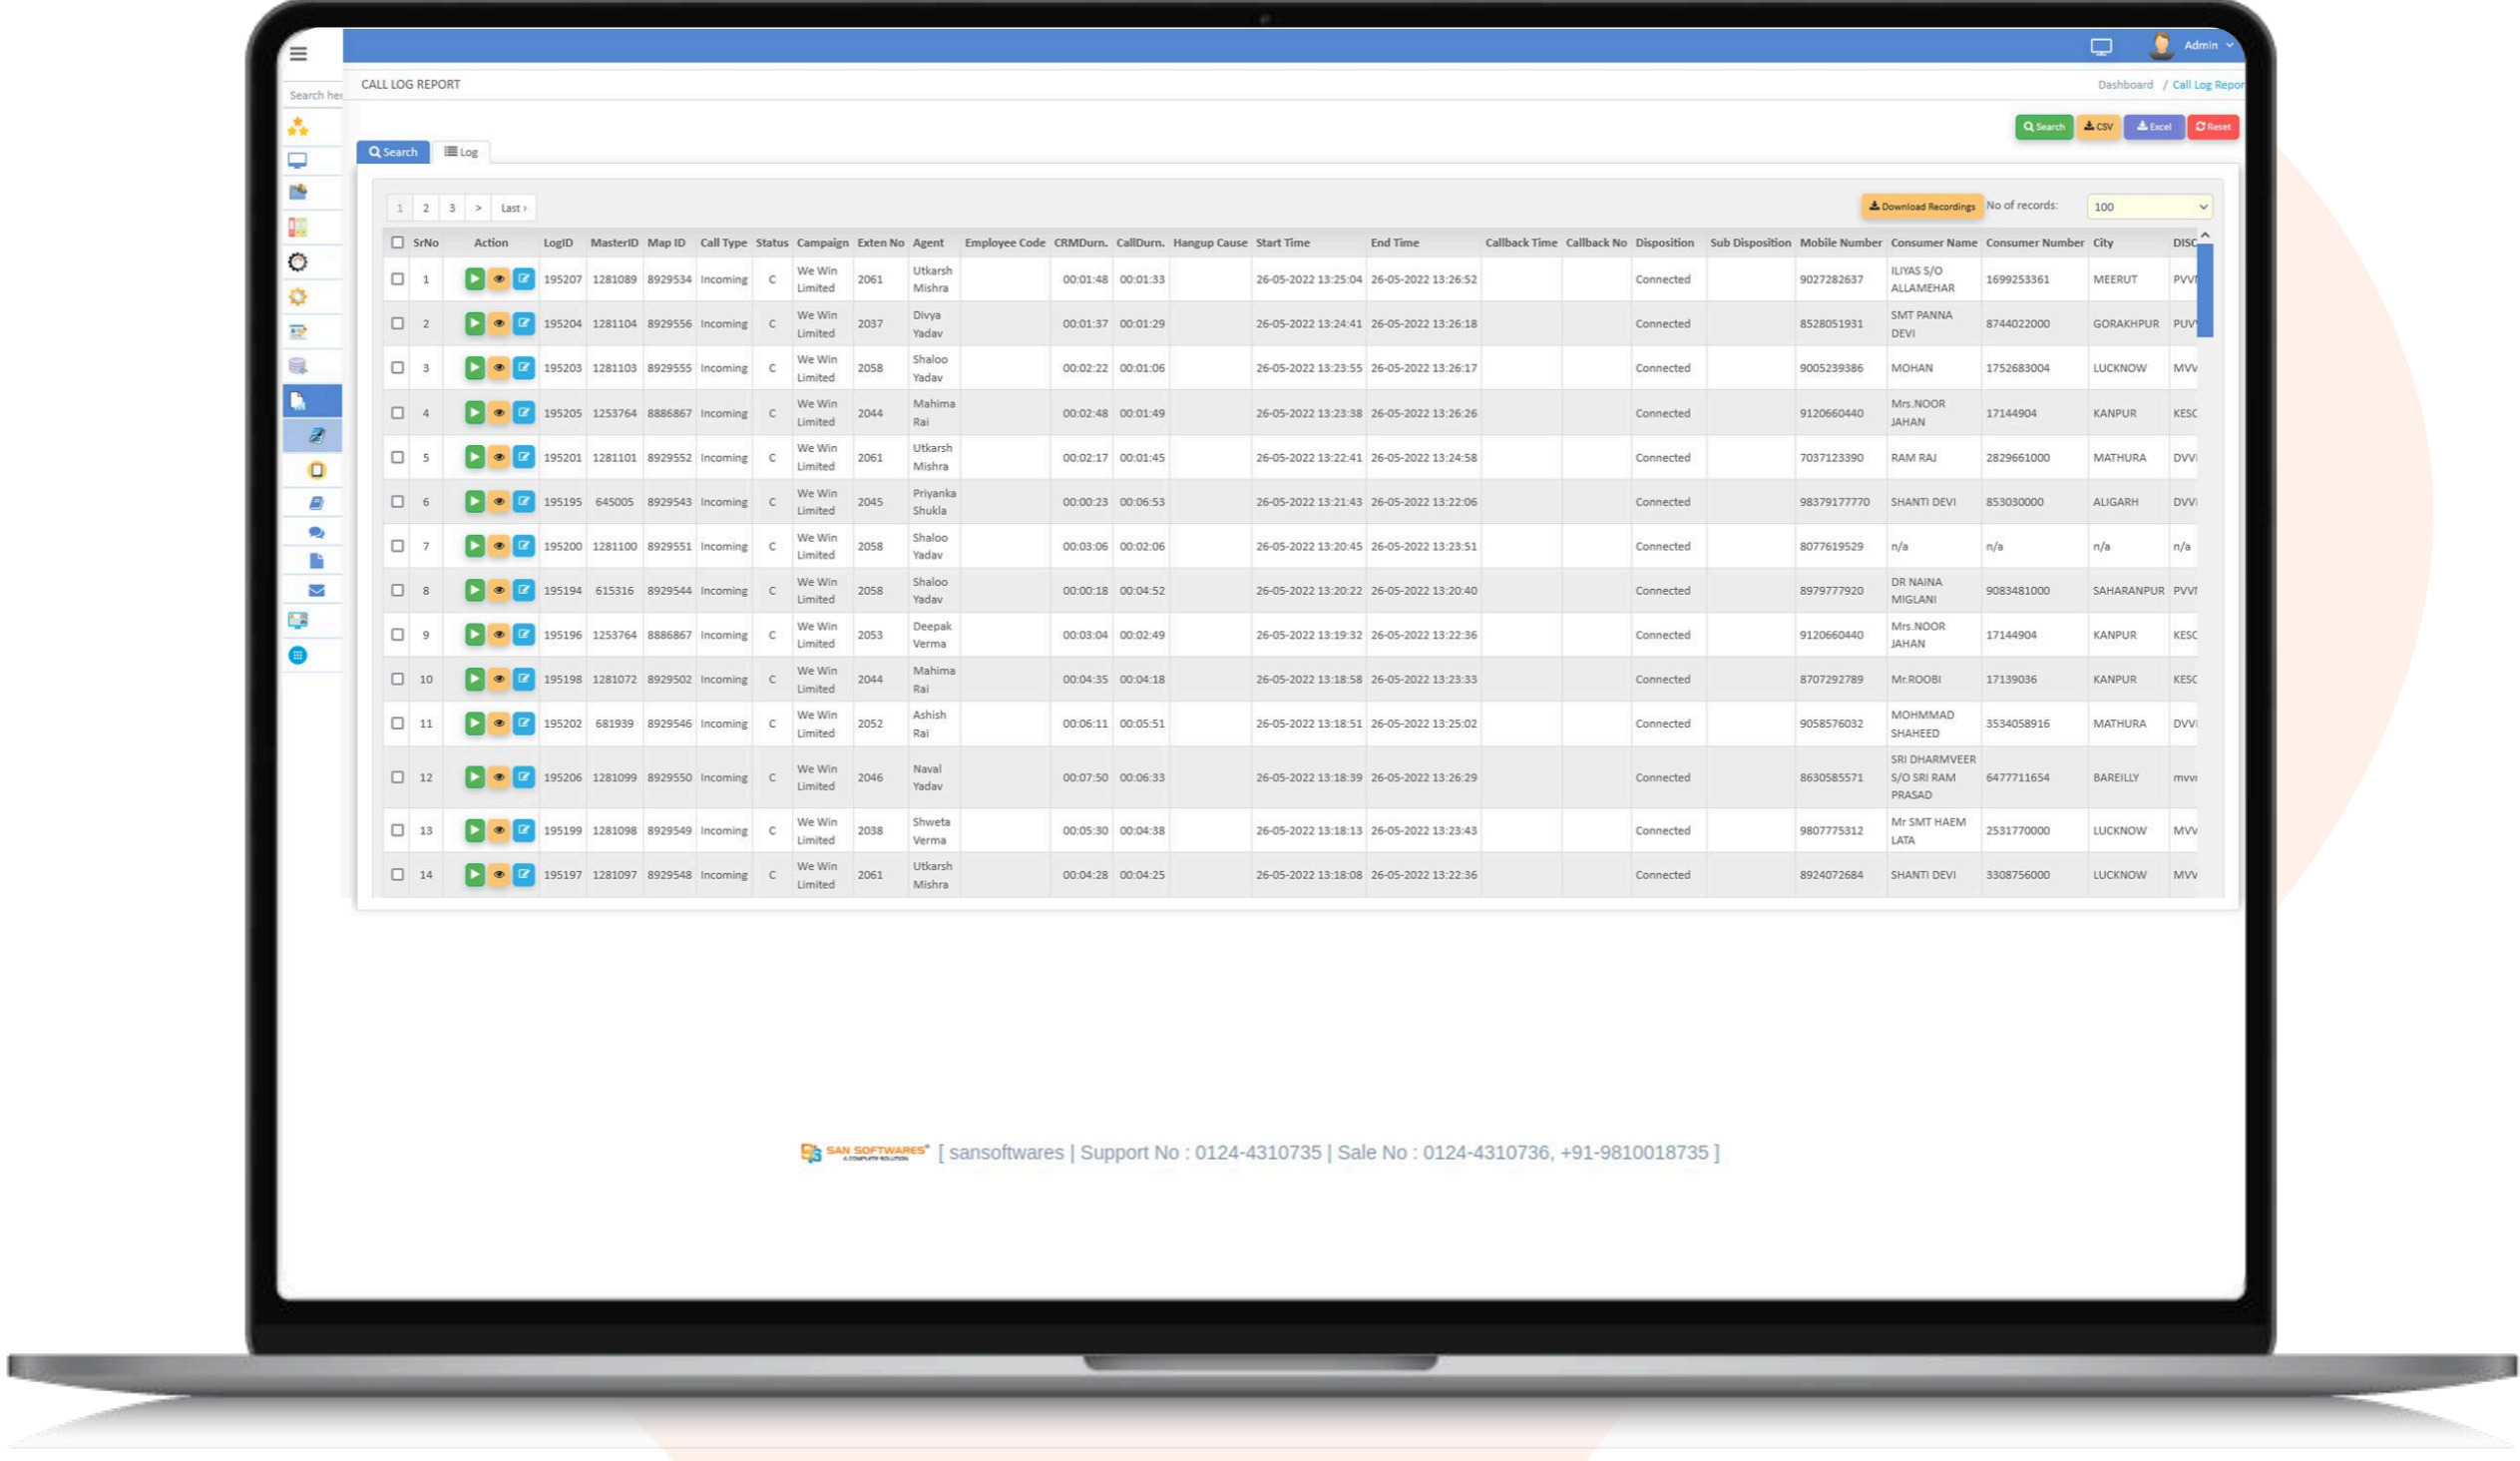 Admin
Search her
CALL LOG REPORT
Dashboard / Call Log Repor
Search CSV Excel Reset
Search Log
1 2 3 > Last ›
Download Recordings No of records: 100
SrNo Action LogID MasterID Map ID Call Type Status Campaign Exten No Agent Employee Code CRMDurn. CallDurn. Hangup Cause Start Time End Time Callback Time Callback No Disposition Sub Disposition Mobile Number Consumer Name Consumer Number City DISC
1 195207 1281089 8929534 Incoming C We Win Limited 2061 Utkarsh Mishra 00:01:48 00:01:33 26-05-2022 13:25:04 26-05-2022 13:26:52 Connected 9027282637 ILIYAS S/O ALLAMEHAR 1699253361 MEERUT PVV
2 195204 1281104 8929556 Incoming C We Win Limited 2037 Divya Yadav 00:01:37 00:01:29 26-05-2022 13:24:41 26-05-2022 13:26:18 Connected 8528051931 SMT PANNA DEVI 8744022000 GORAKHPUR PUV
3 195203 1281103 8929555 Incoming C We Win Limited 2058 Shaloo Yadav 00:02:22 00:01:06 26-05-2022 13:23:55 26-05-2022 13:26:17 Connected 9005239386 MOHAN 1752683004 LUCKNOW MVV
4 195205 1253764 8886867 Incoming C We Win Limited 2044 Mahima Rai 00:02:48 00:01:49 26-05-2022 13:23:38 26-05-2022 13:26:26 Connected 9120660440 Mrs.NOOR JAHAN 17144904 KANPUR KESC
5 195201 1281101 8929552 Incoming C We Win Limited 2061 Utkarsh Mishra 00:02:17 00:01:45 26-05-2022 13:22:41 26-05-2022 13:24:58 Connected 7037123390 RAM RAJ 2829661000 MATHURA DVV
6 195195 645005 8929543 Incoming C We Win Limited 2045 Priyanka Shukla 00:00:23 00:06:53 26-05-2022 13:21:43 26-05-2022 13:22:06 Connected 98379177770 SHANTI DEVI 853030000 ALIGARH DVV
7 195200 1281100 8929551 Incoming C We Win Limited 2058 Shaloo Yadav 00:03:06 00:02:06 26-05-2022 13:20:45 26-05-2022 13:23:51 Connected 8077619529 n/a n/a n/a n/a
8 195194 615316 8929544 Incoming C We Win Limited 2058 Shaloo Yadav 00:00:18 00:04:52 26-05-2022 13:20:22 26-05-2022 13:20:40 Connected 8979777920 DR NAINA MIGLANI 9083481000 SAHARANPUR PVV
9 195196 1253764 8886867 Incoming C We Win Limited 2053 Deepak Verma 00:03:04 00:02:49 26-05-2022 13:19:32 26-05-2022 13:22:36 Connected 9120660440 Mrs.NOOR JAHAN 17144904 KANPUR KESC
10 195198 1281072 8929502 Incoming C We Win Limited 2044 Mahima Rai 00:04:35 00:04:18 26-05-2022 13:18:58 26-05-2022 13:23:33 Connected 8707292789 Mr.ROOBI 17139036 KANPUR KESC
11 195202 681939 8929546 Incoming C We Win Limited 2052 Ashish Rai 00:06:11 00:05:51 26-05-2022 13:18:51 26-05-2022 13:25:02 Connected 9058576032 MOHMMAD SHAHEED 3534058916 MATHURA DVV
12 195206 1281099 8929550 Incoming C We Win Limited 2046 Naval Yadav 00:07:50 00:06:33 26-05-2022 13:18:39 26-05-2022 13:26:29 Connected 8630585571 SRI DHARMVEER S/O SRI RAM PRASAD 6477711654 BAREILLY mvv
13 195199 1281098 8929549 Incoming C We Win Limited 2038 Shweta Verma 00:05:30 00:04:38 26-05-2022 13:18:13 26-05-2022 13:23:43 Connected 9807775312 Mr SMT HAEM LATA 2531770000 LUCKNOW MVV
14 195197 1281097 8929548 Incoming C We Win Limited 2061 Utkarsh Mishra 00:04:28 00:04:25 26-05-2022 13:18:08 26-05-2022 13:22:36 Connected 8924072684 SHANTI DEVI 3308756000 LUCKNOW MVV
SAN SOFTWARES A COMPLETE SOLUTION [ sansoftwares | Support No : 0124-4310735 | Sale No : 0124-4310736, +91-9810018735 ]